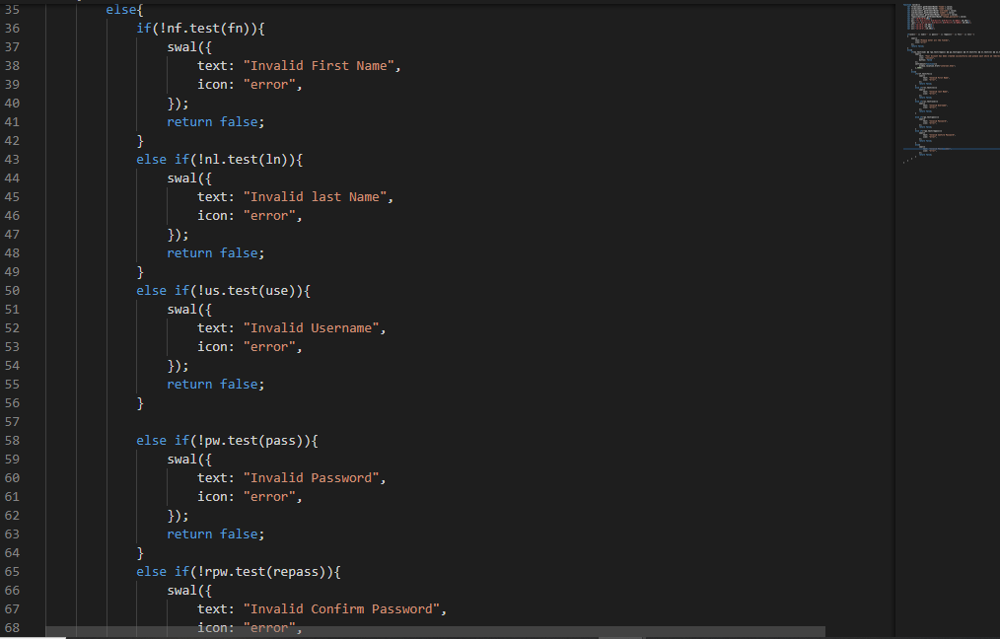 35 else{
36 if(!nf.test(fn)){
37 swal({
38 text: "Invalid First Name",
39 icon: "error",
40 });
41 return false;
42 }
43 else if(!nl.test(ln)){
44 swal({
45 text: "Invalid last Name",
46 icon: "error",
47 });
48 return false;
49 }
50 else if(!us.test(use)){
51 swal({
52 text: "Invalid Username",
53 icon: "error",
54 });
55 return false;
56 }
57
58 else if(!pw.test(pass)){
59 swal({
60 text: "Invalid Password",
61 icon: "error",
62 });
63 return false;
64 }
65 else if(!rpw.test(repass)){
66 swal({
67 text: "Invalid Confirm Password",
68 icon: "error",